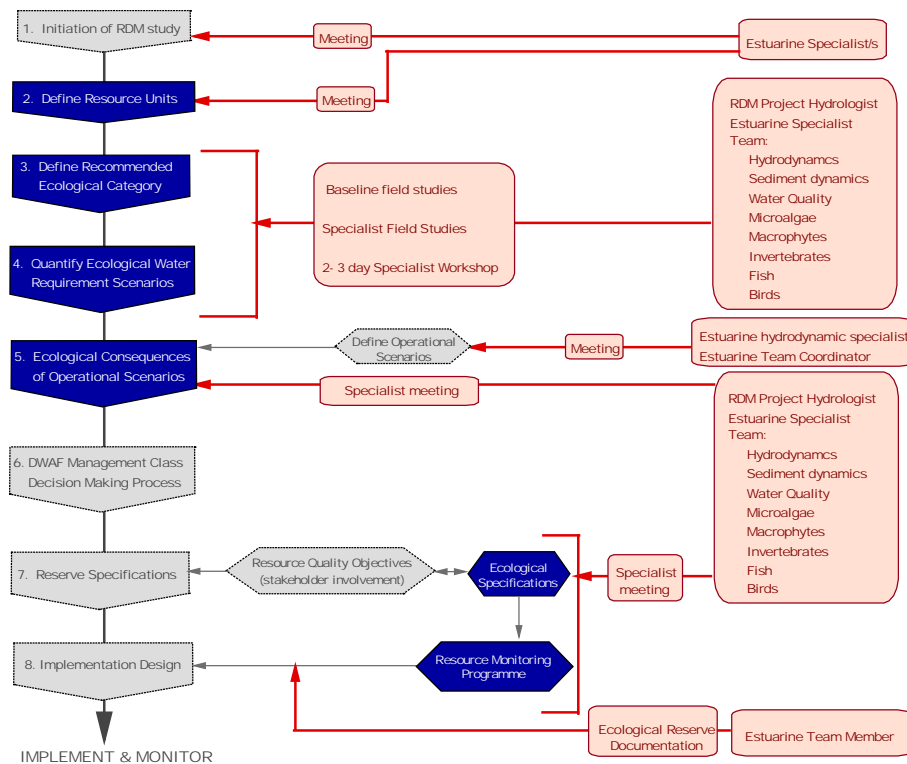 1. Initiation of RDM study
Meeting
Estuarine Specialist/s
2. Define Resource Units
Meeting
RDM Project Hydrologist
Estuarine Specialist
Team:
Hydrodynamcs
Sediment dynamics
Water Quality
Microalgae
Macrophytes
Invertebrates
Fish
Birds
3. Define Recommended
Ecological Category
Baseline field studies
Specialist Field Studies
2- 3 day Specialist Workshop
4. Quantify Ecological Water
Requirement Scenarios
5. Ecological Consequences
of Operational Scenarios
Define Operational
Scenarios
Meeting
Estuarine hydrodynamic specialist
Estuarine Team Coordinator
Specialist meeting
RDM Project Hydrologist
Estuarine Specialist
Team:
Hydrodynamcs
Sediment dynamics
Water Quality
Microalgae
Macrophytes
Invertebrates
Fish
Birds
6. DWAF Management Class
Decision Making Process
7. Reserve Specifications
Resource Quality Objectives
(stakeholder involvement)
Ecological
Specifications
Specialist
meeting
8. Implementation Design
Resource Monitoring
Programme
Ecological Reserve
Documentation
Estuarine Team Member
IMPLEMENT & MONITOR